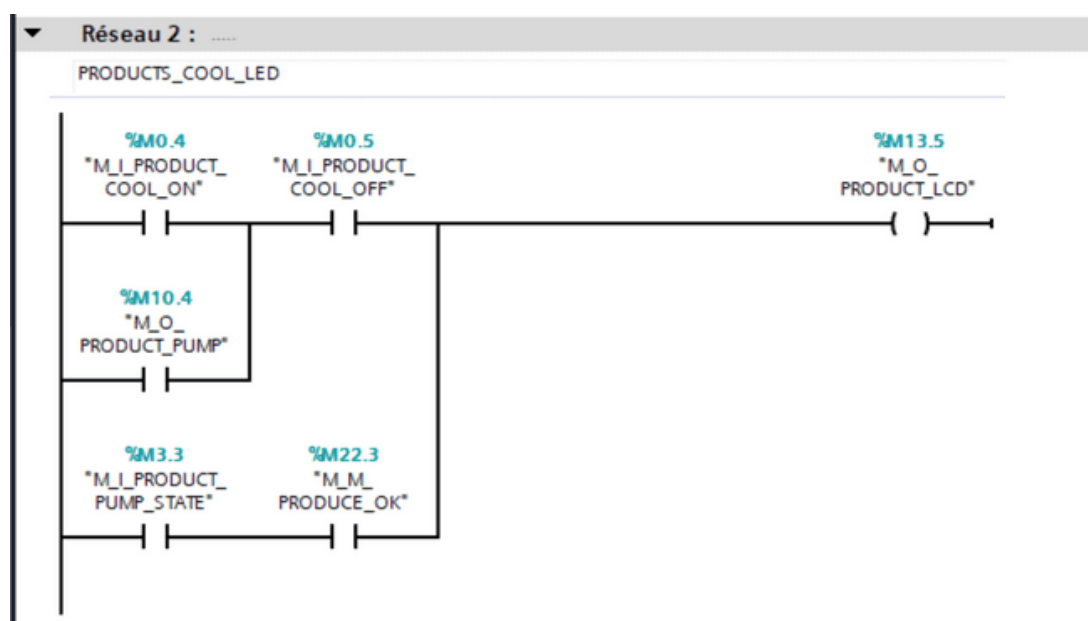 Réseau 2 : .....
PRODUCTS_COOL_LED
%M0.4
"M_I_PRODUCT_
COOL_ON"
%M0.5
"M_I_PRODUCT_
COOL_OFF"
%M13.5
"M_O_
PRODUCT_LCD"
%M10.4
"M_O_
PRODUCT_PUMP"
%M3.3
"M_I_PRODUCT_
PUMP_STATE"
%M22.3
"M_M_
PRODUCE_OK"